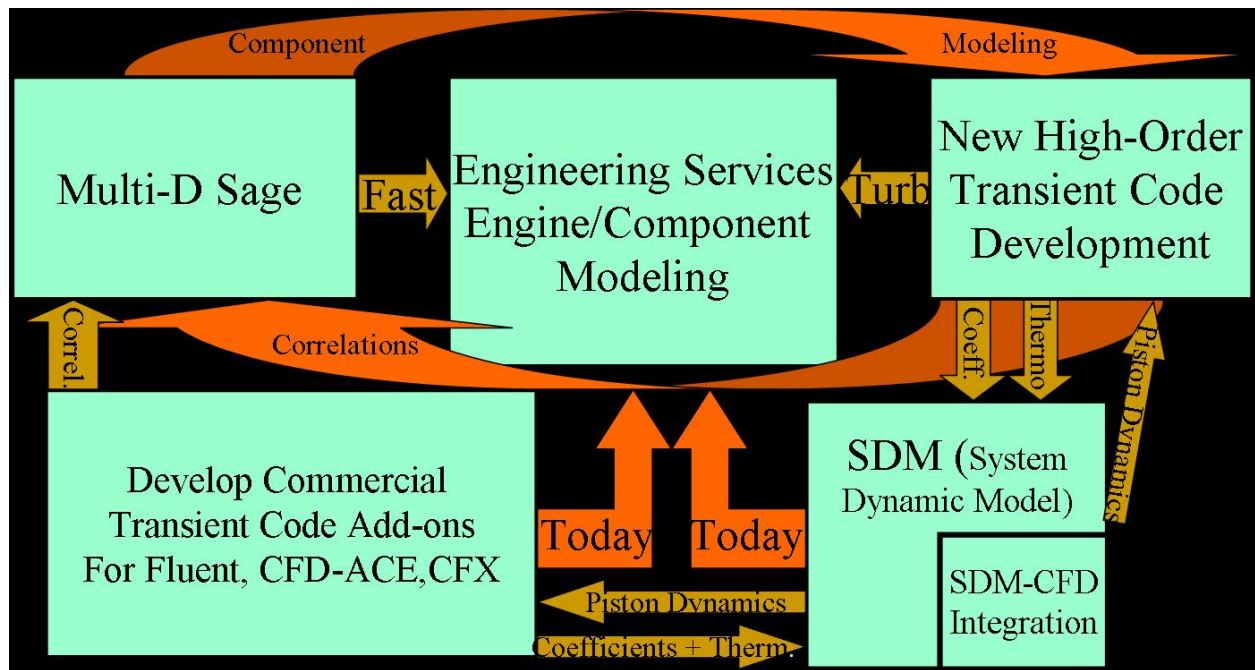 Component
Modeling
Multi-D Sage
Fast
Engineering Services
Engine/Component
Modeling
Turb
New High-Order
Transient Code
Development
Correl.
Correlations
Coeff.
Thermo
Piston Dynamics
Develop Commercial
Transient Code Add-ons
For Fluent, CFD-ACE,CFX
Today
Today
SDM (System
Dynamic Model)
SDM-CFD
Integration
Piston Dynamics
Coefficients + Therm.